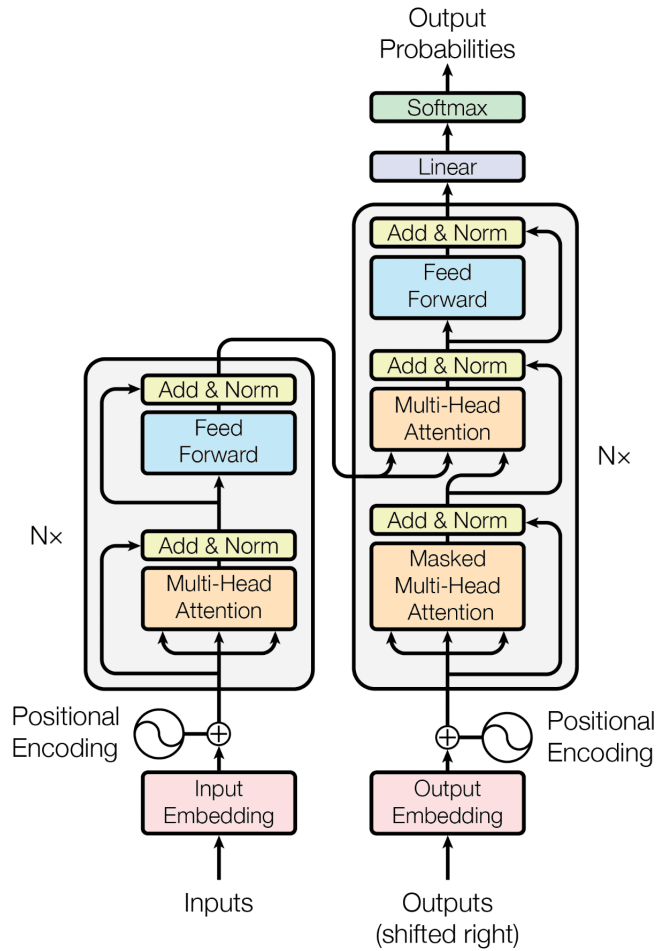 Output
Probabilities
Softmax
Linear
Add & Norm
Feed
Forward
Add & Norm
Multi-Head
Attention
Add & Norm
Masked
Multi-Head
Attention
Nx
Add & Norm
Feed
Forward
Add & Norm
Multi-Head
Attention
Nx
Positional
Encoding
Positional
Encoding
Input
Embedding
Output
Embedding
Inputs
Outputs
(shifted right)